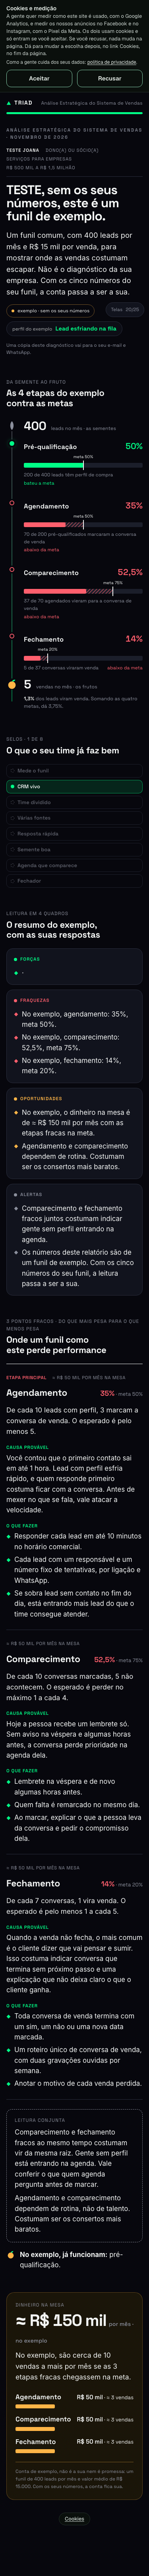 Cookies e medição
A gente quer medir como este site é usado, com o Google
Analytics, e medir os nossos anúncios no Facebook e no
Instagram, com o Pixel da Meta. Os dois usam cookies e só
entram se você aceitar. Se você recusar, nada muda na
página. Dá para mudar a escolha depois, no link Cookies,
no fim da página.
Como a gente cuida dos seus dados: política de privacidade.
Aceitar
Recusar
TRIAD
Análise Estratégica do Sistema de Vendas
ANÁLISE ESTRATÉGICA DO SISTEMA DE VENDAS
· NOVEMBRO DE 2026
TESTE JOANA
DONO(A) OU SÓCIO(A)
SERVIÇOS PARA EMPRESAS
R$ 500 MIL A R$ 1,5 MILHÃO
TESTE, sem os seus
números, este é um
funil de exemplo.
Um funil comum, com 400 leads por
mês e R$ 15 mil por venda, para
mostrar onde as vendas costumam
escapar. Não é o diagnóstico da sua
empresa. Com os cinco números do
seu funil, a conta passa a ser a sua.
exemplo · sem os seus números
perfil do exemplo Lead esfriando na fila
Uma cópia deste diagnóstico vai para o seu e-mail e
WhatsApp.
DA SEMENTE AO FRUTO
As 4 etapas do exemplo
contra as metas
400 leads no mês · as sementes
Pré-qualificação 50%
meta 50%
200 de 400 leads têm perfil de compra
bateu a meta
Agendamento 35%
meta 50%
70 de 200 pré-qualificados marcaram a conversa
de venda
abaixo da meta
Comparecimento 52,5%
meta 75%
37 de 70 agendados vieram para a conversa de
venda
abaixo da meta
Fechamento 14%
meta 20%
5 de 37 conversas viraram venda abaixo da meta
5 vendas no mês · os frutos
1,3% dos leads viram venda. Somando as quatro
metas, dá 3,75%.
SELOS · 1 DE 8
O que o seu time já faz bem
Mede o funil
CRM vivo
Time dividido
Várias fontes
Resposta rápida
Semente boa
Agenda que comparece
Fechador
LEITURA EM 4 QUADROS
O resumo do exemplo,
com as suas respostas
FORÇAS
-
FRAQUEZAS
No exemplo, agendamento: 35%,
meta 50%.
No exemplo, comparecimento:
52,5%, meta 75%.
No exemplo, fechamento: 14%,
meta 20%.
OPORTUNIDADES
No exemplo, o dinheiro na mesa é
de ≈ R$ 150 mil por mês com as
etapas fracas na meta.
Agendamento e comparecimento
dependem de rotina. Costumam
ser os consertos mais baratos.
ALERTAS
Comparecimento e fechamento
fracos juntos costumam indicar
gente sem perfil entrando na
agenda.
Os números deste relatório são de
um funil de exemplo. Com os cinco
números do seu funil, a leitura
passa a ser a sua.
3 PONTOS FRACOS · DO QUE MAIS PESA PARA O QUE
MENOS PESA
Onde um funil como
este perde performance
ETAPA PRINCIPAL ≈ R$ 50 MIL POR MÊS NA MESA
Agendamento 35% · meta 50%
De cada 10 leads com perfil, 3 marcam a
conversa de venda. O esperado é pelo
menos 5.
CAUSA PROVÁVEL
Você contou que o primeiro contato sai
em até 1 hora. Lead com perfil esfria
rápido, e quem responde primeiro
costuma ficar com a conversa. Antes de
mexer no que se fala, vale atacar a
velocidade.
O QUE FAZER
Responder cada lead em até 10 minutos
no horário comercial.
Cada lead com um responsável e um
número fixo de tentativas, por ligação e
WhatsApp.
Se sobra lead sem contato no fim do
dia, está entrando mais lead do que o
time consegue atender.
≈ R$ 50 MIL POR MÊS NA MESA
Comparecimento 52,5% · meta 75%
De cada 10 conversas marcadas, 5 não
acontecem. O esperado é perder no
máximo 1 a cada 4.
CAUSA PROVÁVEL
Hoje a pessoa recebe um lembrete só.
Sem aviso na véspera e algumas horas
antes, a conversa perde prioridade na
agenda dela.
O QUE FAZER
Lembrete na véspera e de novo
algumas horas antes.
Quem falta é remarcado no mesmo dia.
Ao marcar, explicar o que a pessoa leva
da conversa e pedir o compromisso
dela.
≈ R$ 50 MIL POR MÊS NA MESA
Fechamento 14% · meta 20%
De cada 7 conversas, 1 vira venda. O
esperado é pelo menos 1 a cada 5.
CAUSA PROVÁVEL
Quando a venda não fecha, o mais comum
é o cliente dizer que vai pensar e sumir.
Isso costuma indicar conversa que
termina sem próximo passo e uma
explicação que não deixa claro o que o
cliente ganha.
O QUE FAZER
Toda conversa de venda termina com
um sim, um não ou uma nova data
marcada.
Um roteiro único de conversa de venda,
com duas gravações ouvidas por
semana.
Anotar o motivo de cada venda perdida.
LEITURA CONJUNTA
Comparecimento e fechamento
fracos ao mesmo tempo costumam
vir da mesma raiz: gente sem perfil
está entrando na agenda. Vale
conferir o que quem agenda
pergunta antes de marcar.
Agendamento e comparecimento
dependem de rotina, não de talento.
Costumam ser os consertos mais
baratos.
No exemplo, já funcionam: pré-
qualificação.
DINHEIRO NA MESA
≈ R$ 150 mil por mês ·
no exemplo
No exemplo, são cerca de 10
vendas a mais por mês se as 3
etapas fracas chegassem na meta.
Agendamento R$ 50 mil · ≈ 3 vendas
Comparecimento R$ 50 mil · ≈ 3 vendas
Fechamento R$ 50 mil · ≈ 3 vendas
Conta de exemplo, não é a sua nem é promessa: um
funil de 400 leads por mês e valor médio de R$
15.000. Com os seus números, a conta fica sua.
Cookies